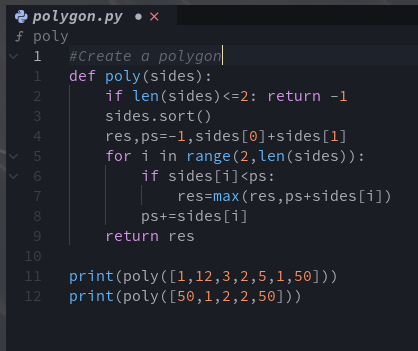 polygon.py ● ×
ƒ poly
1 #Create a polygon
1 def poly(sides):
2     if len(sides)<=2: return -1
3     sides.sort()
4     res,ps=-1,sides[0]+sides[1]
5     for i in range(2,len(sides)):
6         if sides[i]<ps:
7             res=max(res,ps+sides[i])
8         ps+=sides[i]
9     return res
10
11 print(poly([1,12,3,2,5,1,50]))
12 print(poly([50,1,2,2,50]))